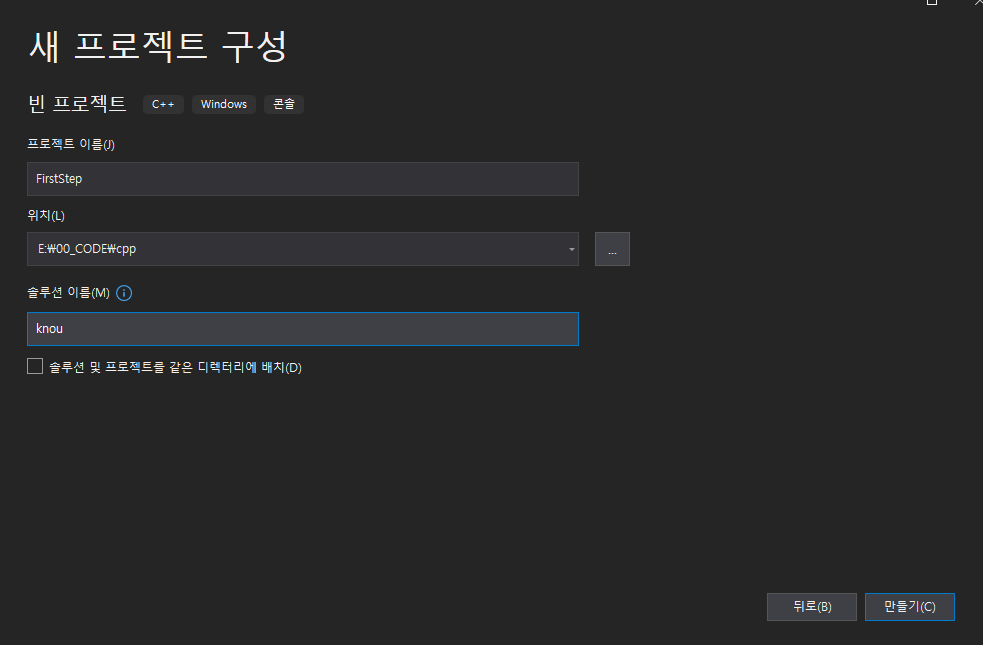 새 프로젝트 구성
빈 프로젝트 C++ Windows 콘솔
프로젝트 이름(J)
FirstStep
위치(L)
E:₩00_CODE₩cpp
...
솔루션 이름(M)
knou
솔루션 및 프로젝트를 같은 디렉터리에 배치(D)
뒤로(B) 만들기(C)